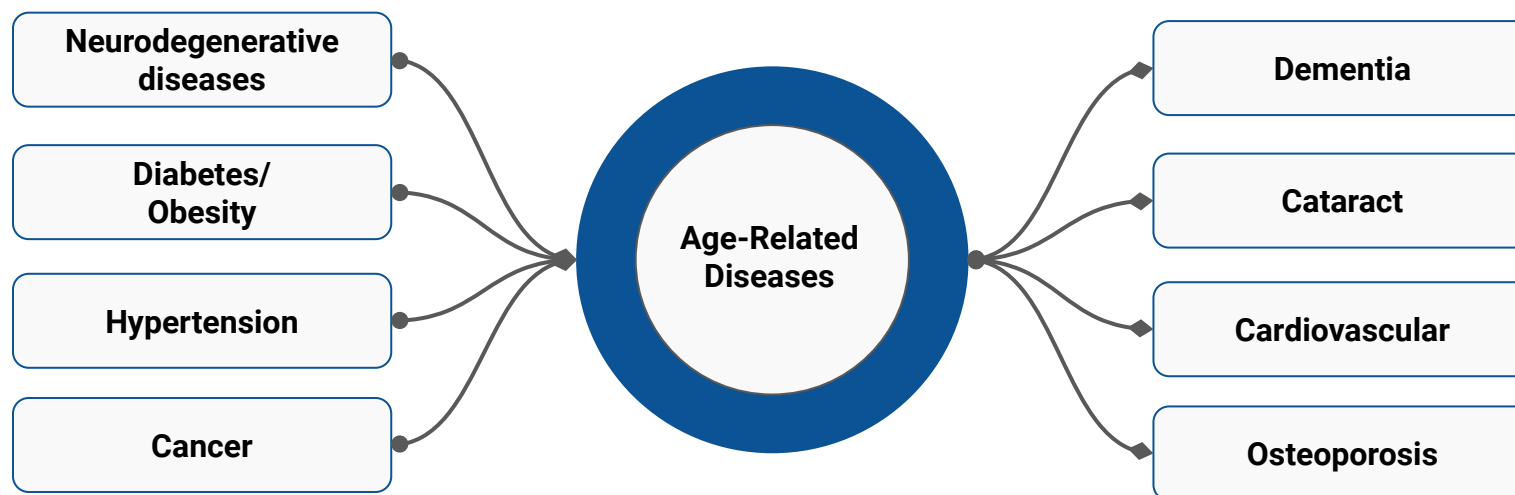 Neurodegenerative
diseases
Diabetes/
Obesity
Hypertension
Cancer
Age-Related
Diseases
Dementia
Cataract
Cardiovascular
Osteoporosis